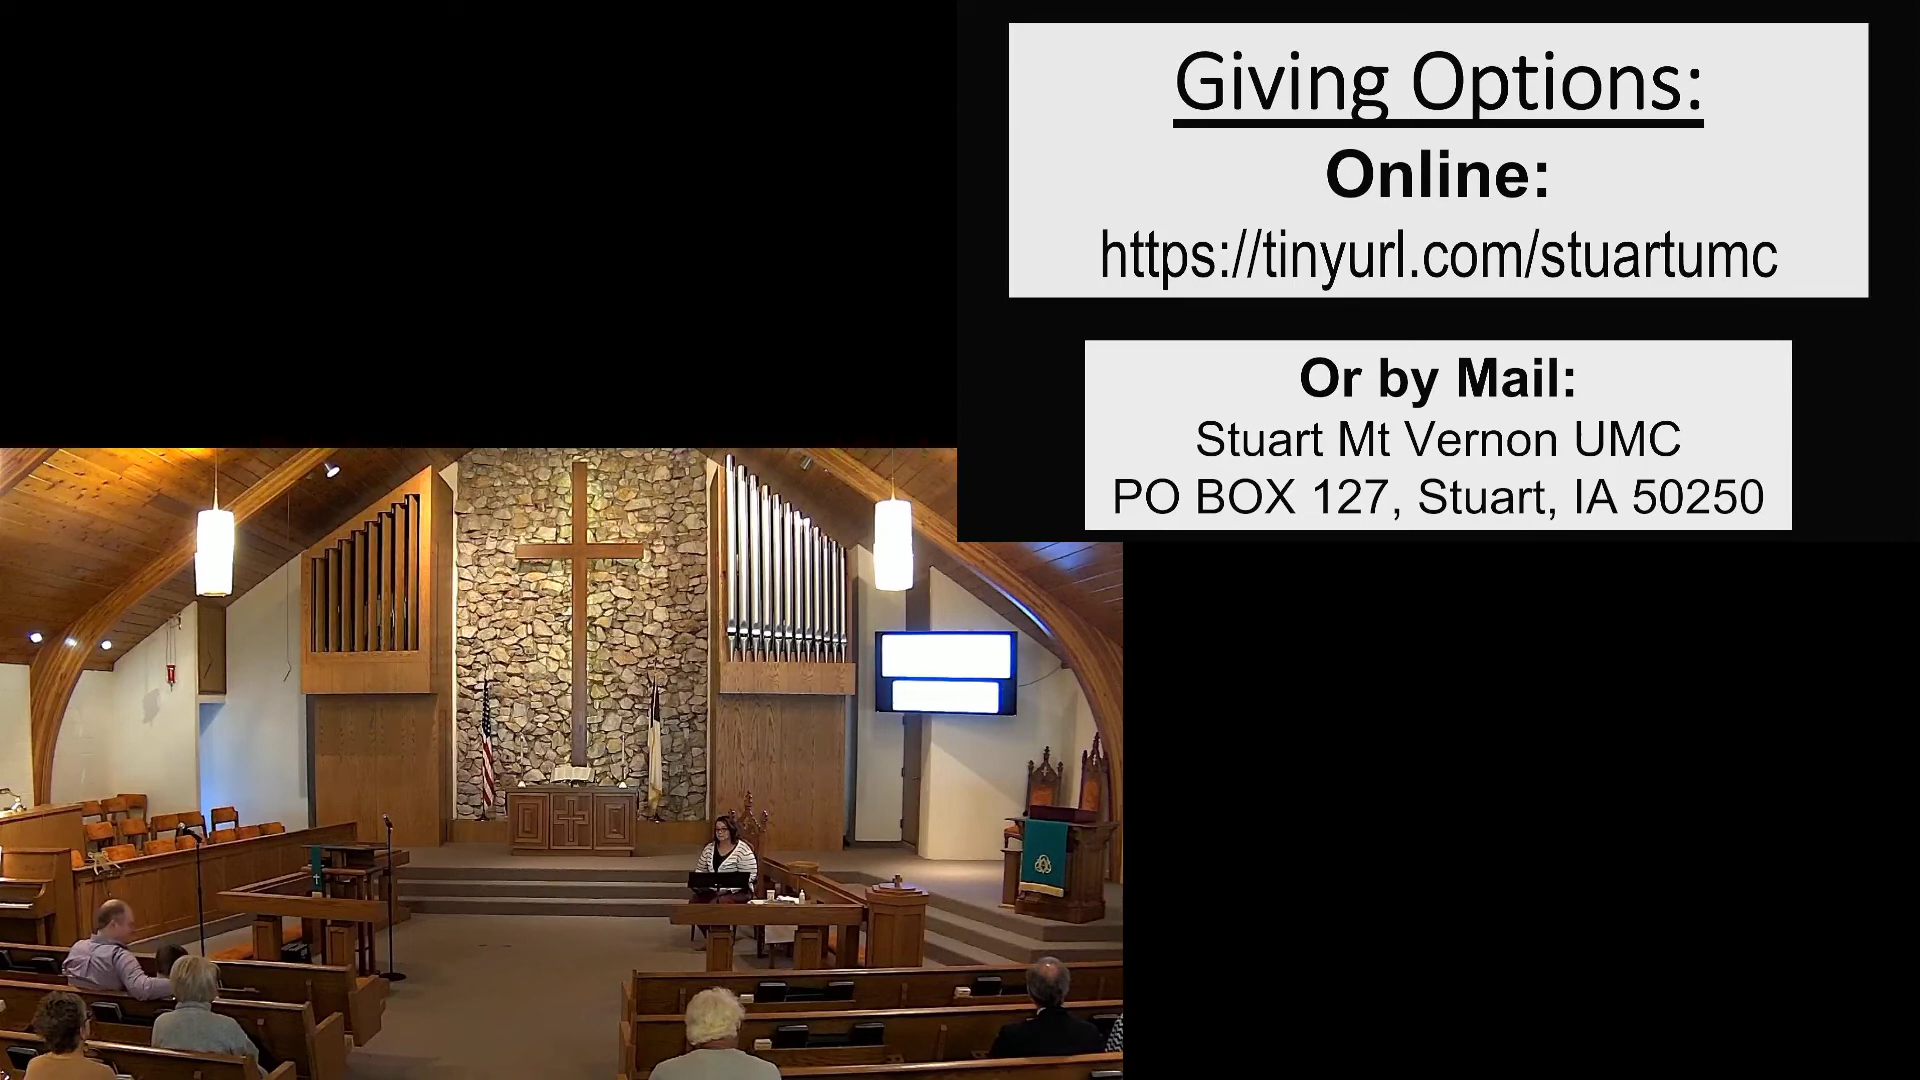 Giving Options:
Online:
https://tinyurl.com/stuartumc
Or by Mail:
Stuart Mt Vernon UMC
PO BOX 127, Stuart, IA 50250